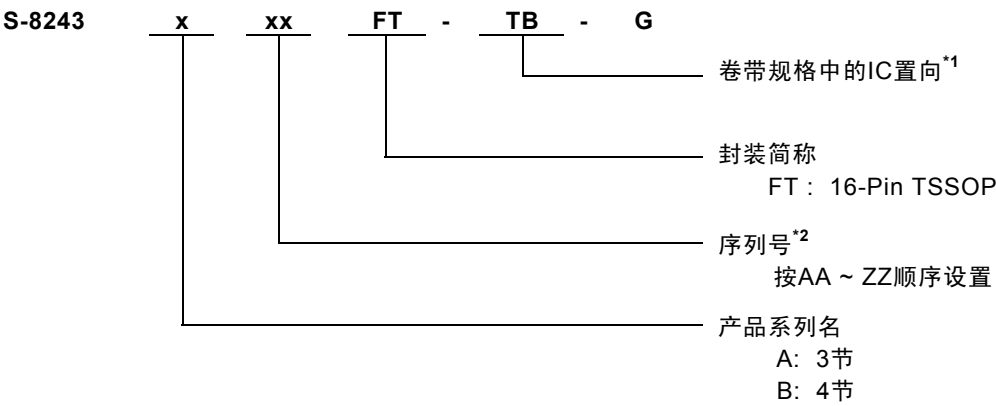 S-8243 x xx FT - TB - G
卷带规格中的IC置向*1
封装简称
FT : 16-Pin TSSOP
序列号*2
按AA ~ ZZ顺序设置
产品系列名
A: 3节
B: 4节